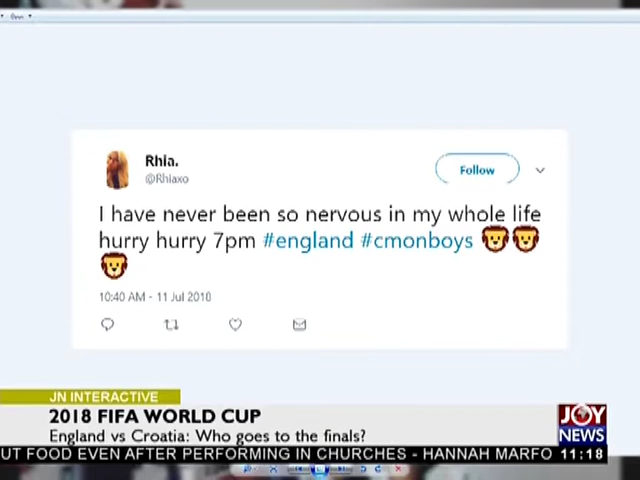 Open
Rhia.
@Rhiaxo
Follow
I have never been so nervous in my whole life
hurry hurry 7pm #england #cmonboys 🦁🦁
🦁
10:40 AM - 11 Jul 2018
JN INTERACTIVE
2018 FIFA WORLD CUP
England vs Croatia: Who goes to the finals?
JOY
NEWS
UT FOOD EVEN AFTER PERFORMING IN CHURCHES - HANNAH MARFO
11:18